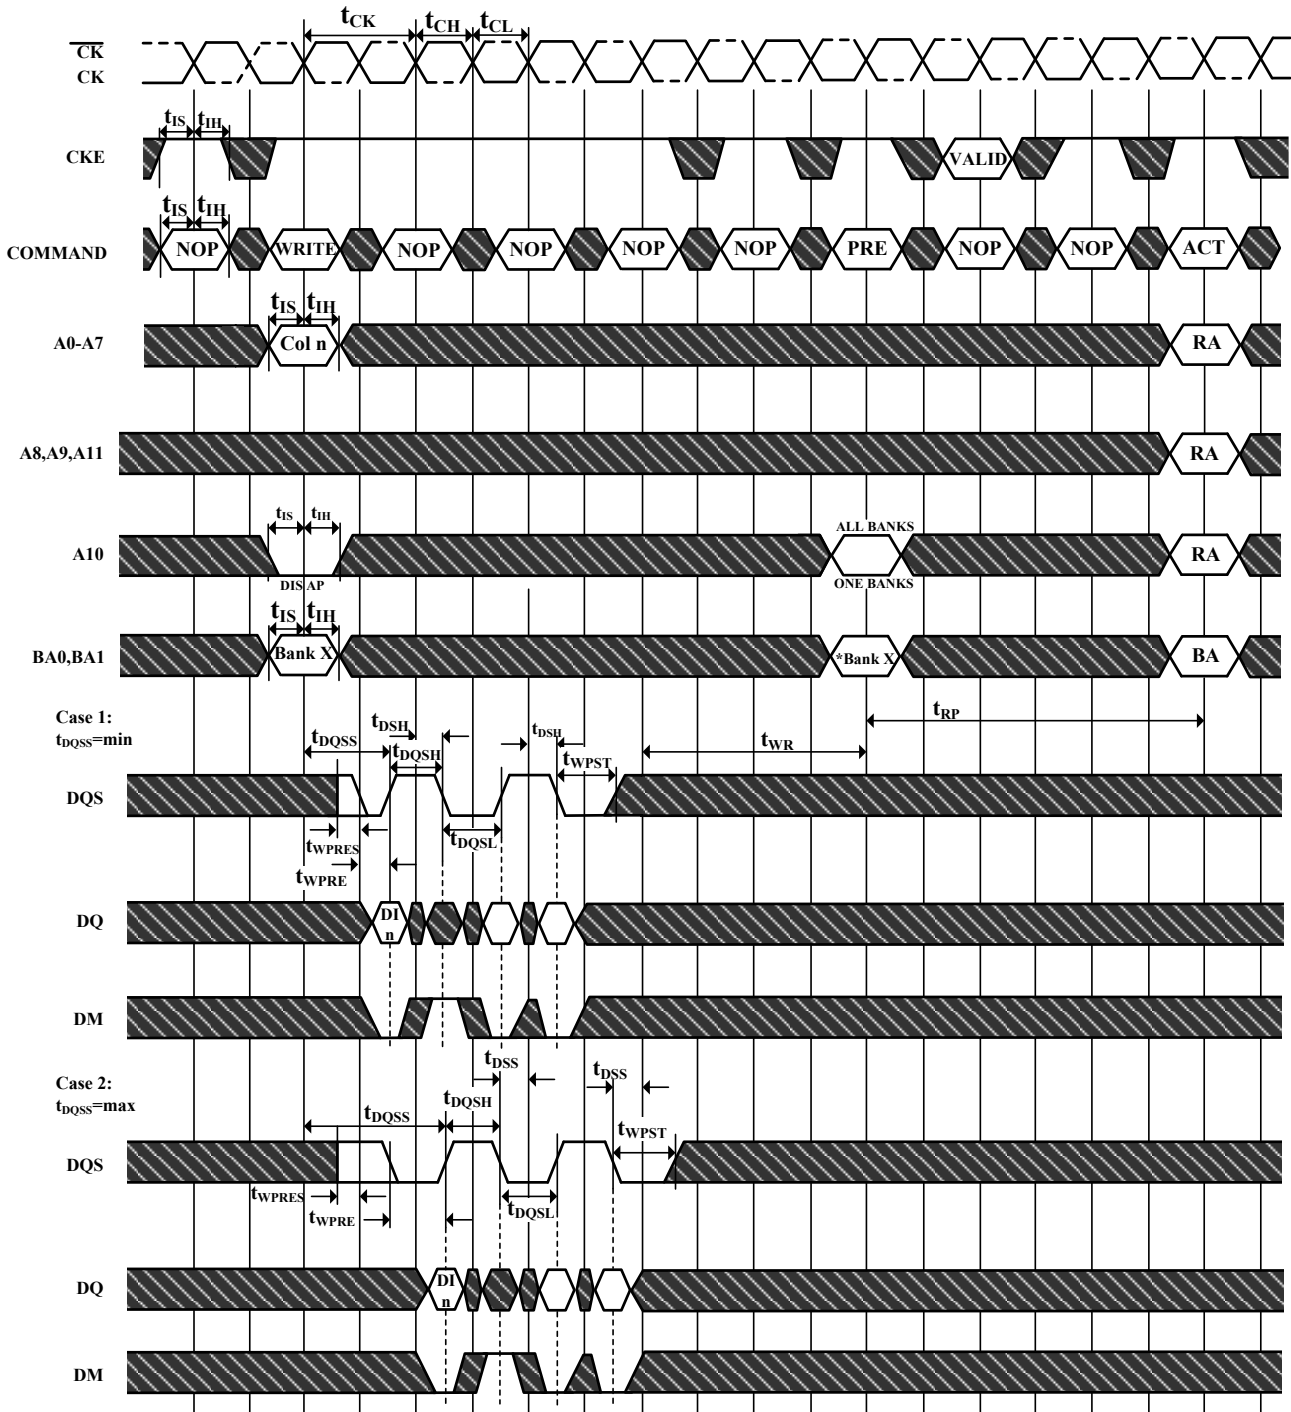 tCK tCH tCL
CK
CK
tIS tIH
CKE
VALID
tIS tIH
COMMAND NOP WRITE NOP NOP NOP NOP PRE NOP NOP ACT
tIS tIH
A0-A7 Col n RA
A8,A9,A11 RA
tIS tIH
ALL BANKS
A10 RA
DIS AP ONE BANKS
tIS tIH
BA0,BA1 Bank X *Bank X BA
Case 1:
tDQSS=min
tDSH tDSH tRP
tDQSS tDQSH tWPST tWR
DQS
tWPRES tDQSL
tWPRE
DQ DI
n
DM
tDSS tDSS
Case 2:
tDQSS=max
tDQSS tDQSH tWPST
DQS
tWPRES tWPRE tDQSL
DQ DI
n
DM